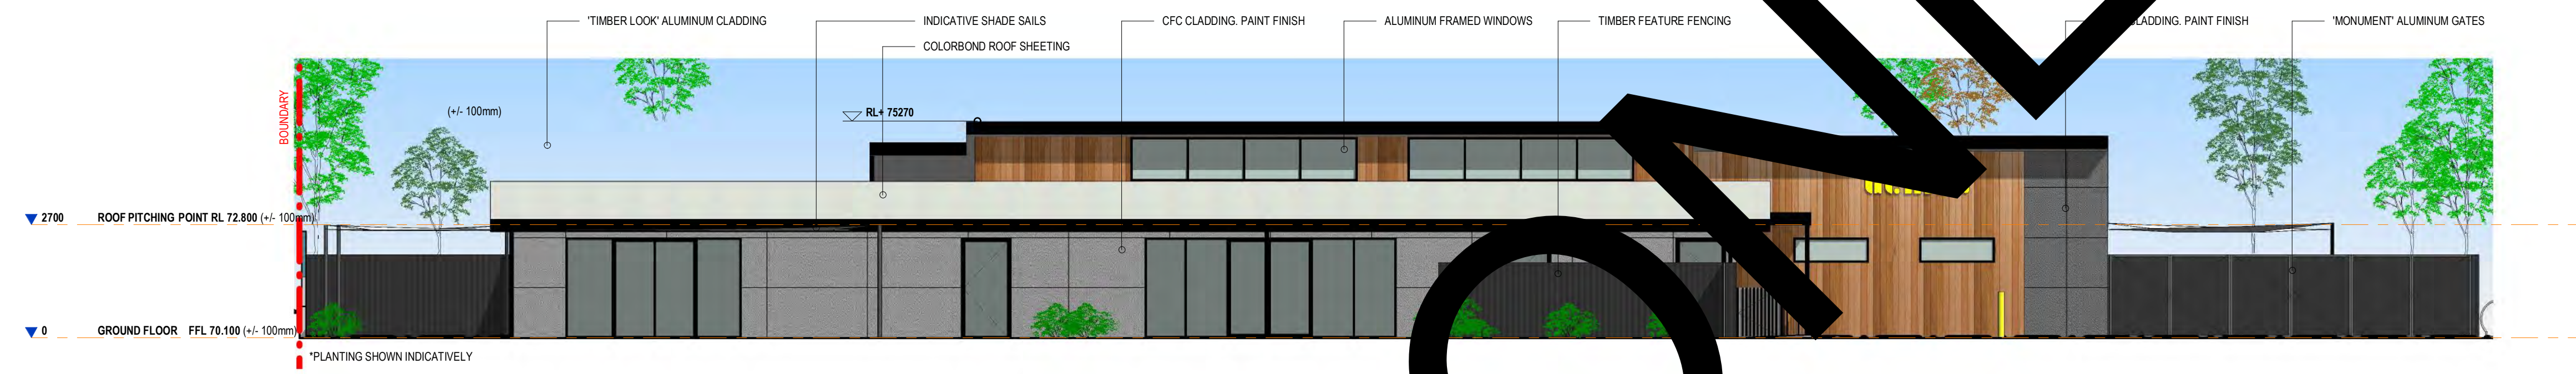 'TIMBER LOOK' ALUMINUM CLADDING
INDICATIVE SHADE SAILS
CFC CLADDING. PAINT FINISH
ALUMINUM FRAMED WINDOWS
TIMBER FEATURE FENCING
CLADDING. PAINT FINISH
'MONUMENT' ALUMINUM GATES
COLORBOND ROOF SHEETING
BOUNDARY
(+/- 100mm)
RL+ 75270
2700 ROOF PITCHING POINT RL 72.800 (+/- 100mm)
0 GROUND FLOOR FFL 70.100 (+/- 100mm)
*PLANTING SHOWN INDICATIVELY